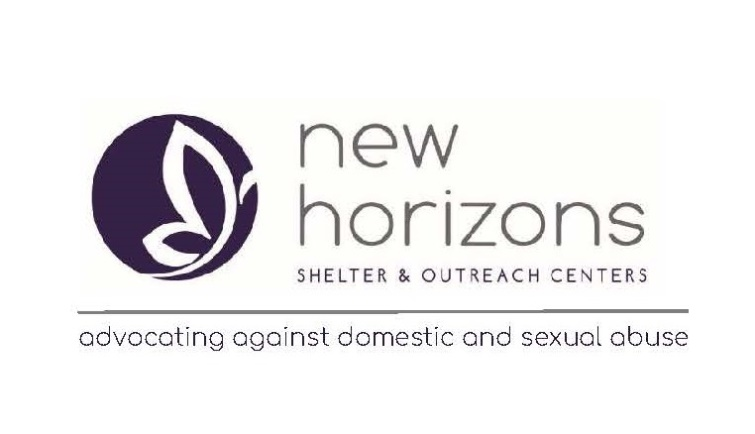 new
horizons
SHELTER & OUTREACH CENTERS
advocating against domestic and sexual abuse